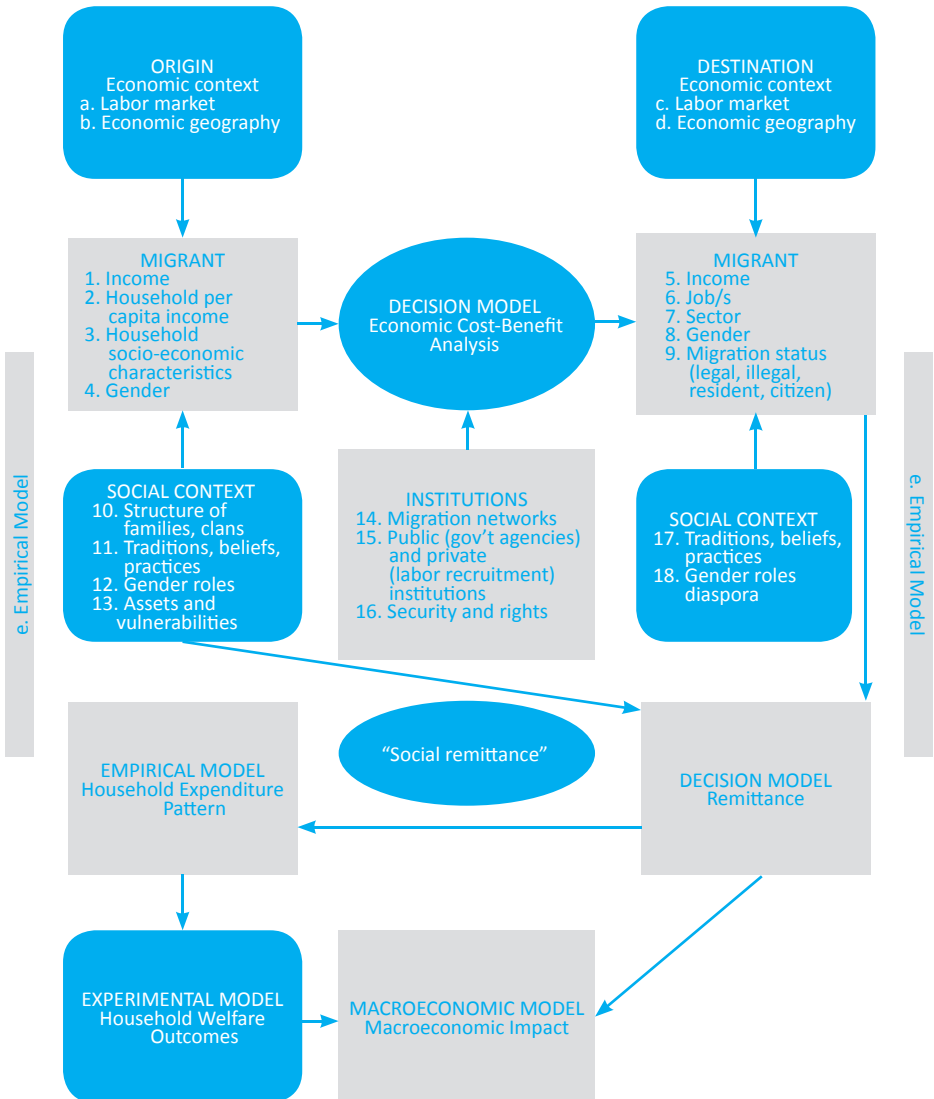 ORIGIN
Economic context
a. Labor market
b. Economic geography
DESTINATION
Economic context
c. Labor market
d. Economic geography
MIGRANT
1. Income
2. Household per
capita income
3. Household
socio-economic
characteristics
4. Gender
DECISION MODEL
Economic Cost-Benefit
Analysis
MIGRANT
5. Income
6. Job/s
7. Sector
8. Gender
9. Migration status
(legal, illegal,
resident, citizen)
e. Empirical Model
SOCIAL CONTEXT
10. Structure of
families, clans
11. Traditions, beliefs,
practices
12. Gender roles
13. Assets and
vulnerabilities
INSTITUTIONS
14. Migration networks
15. Public (gov't agencies)
and private
(labor recruitment)
institutions
16. Security and rights
SOCIAL CONTEXT
17. Traditions, beliefs,
practices
18. Gender roles
diaspora
e. Empirical Model
EMPIRICAL MODEL
Household Expenditure
Pattern
“Social remittance”
DECISION MODEL
Remittance
EXPERIMENTAL MODEL
Household Welfare
Outcomes
MACROECONOMIC MODEL
Macroeconomic Impact